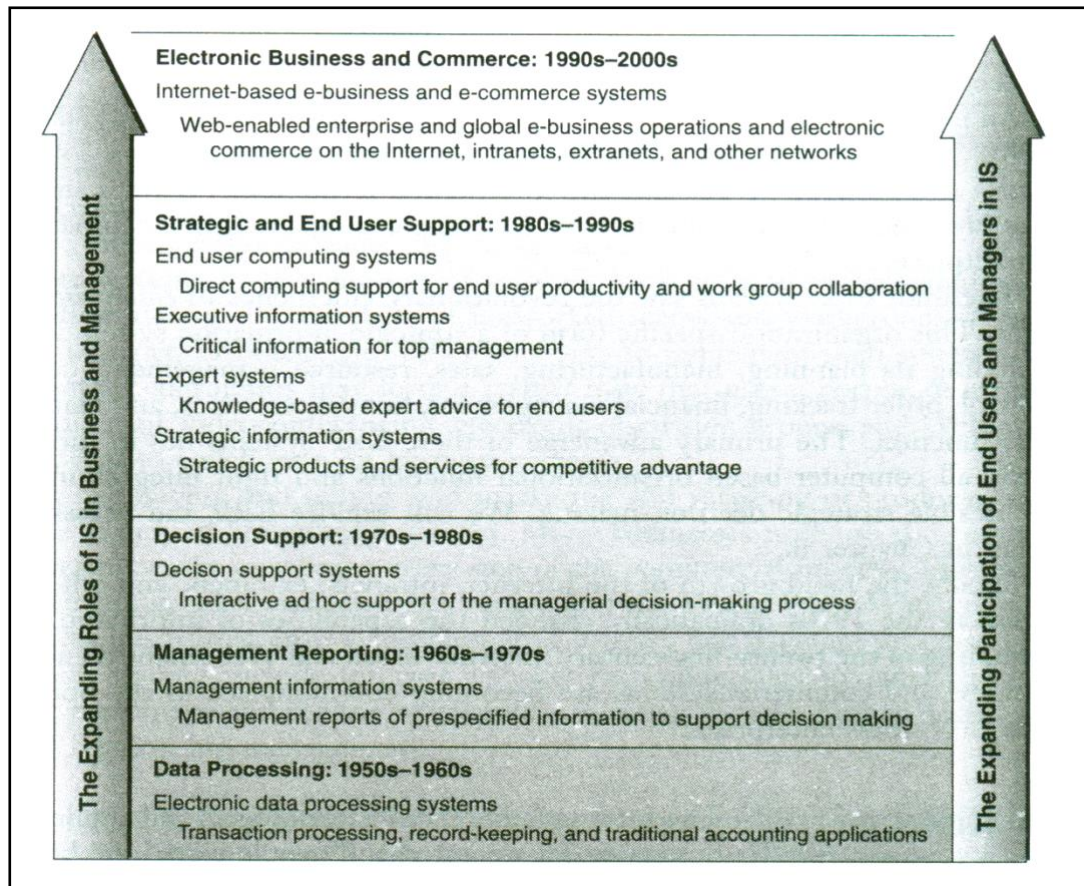 The Expanding Roles of IS in Business and Management
Electronic Business and Commerce: 1990s–2000s
Internet-based e-business and e-commerce systems
Web-enabled enterprise and global e-business operations and electronic
commerce on the Internet, intranets, extranets, and other networks
Strategic and End User Support: 1980s–1990s
End user computing systems
Direct computing support for end user productivity and work group collaboration
Executive information systems
Critical information for top management
Expert systems
Knowledge-based expert advice for end users
Strategic information systems
Strategic products and services for competitive advantage
Decision Support: 1970s–1980s
Decison support systems
Interactive ad hoc support of the managerial decision-making process
Management Reporting: 1960s–1970s
Management information systems
Management reports of prespecified information to support decision making
Data Processing: 1950s–1960s
Electronic data processing systems
Transaction processing, record-keeping, and traditional accounting applications
The Expanding Participation of End Users and Managers in IS